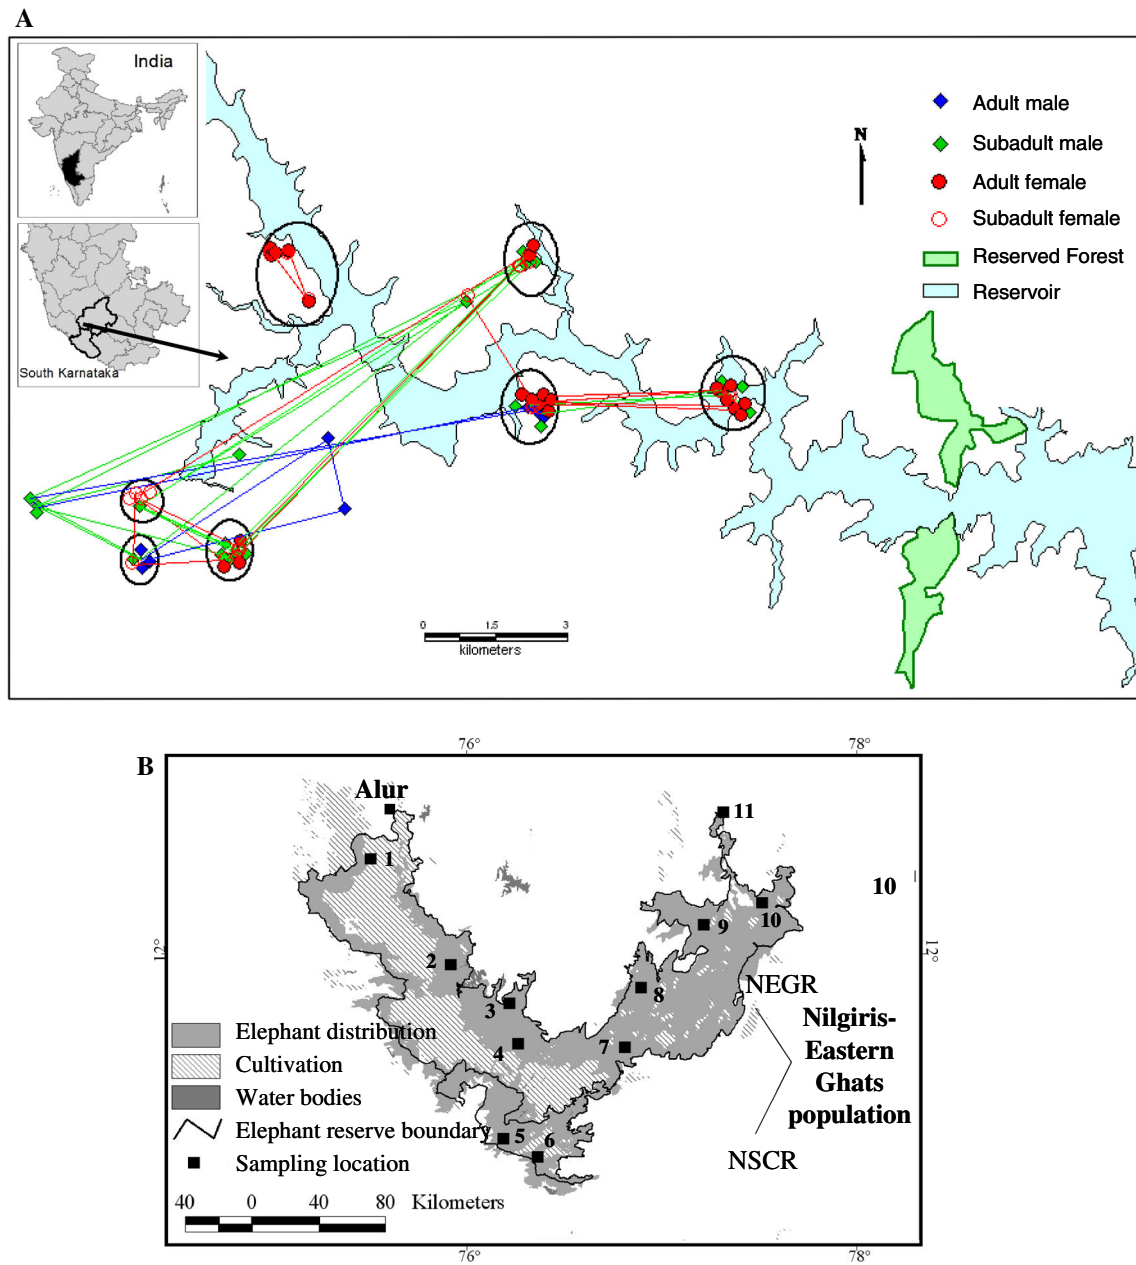 A
India
South Karnataka
N
Adult male
Subadult male
Adult female
Subadult female
Reserved Forest
Reservoir
0 1.5 3
kilometers
B
76° 78°
Alur
11
1
10
10
9
2
12° 12°
8
NEGR
3
Nilgiris-
Eastern
Ghats
population
4
7
Elephant distribution
Cultivation
Water bodies
Elephant reserve boundary
Sampling location
5
6
NSCR
40 0 40 80 Kilometers
76° 78°